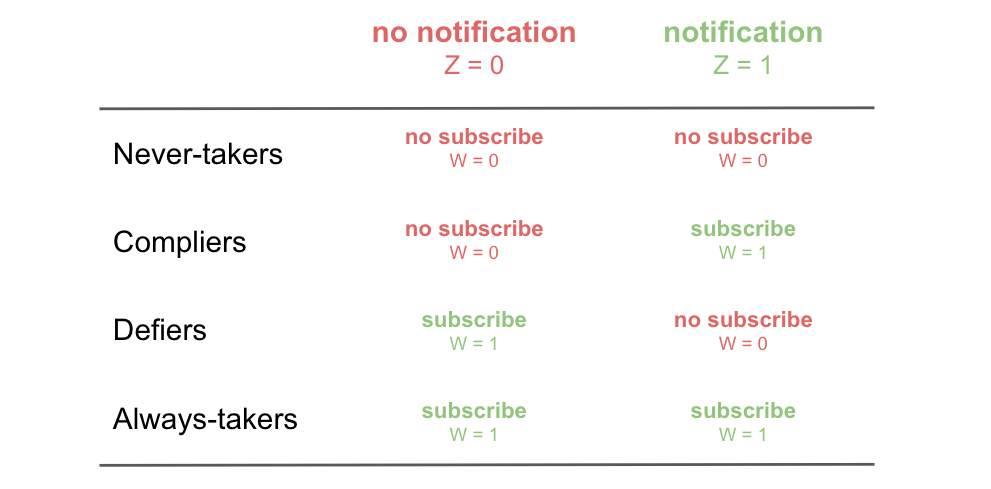 no notification notification
Z = 0 Z = 1
Never-takers no subscribe no subscribe
W = 0 W = 0
Compliers no subscribe subscribe
W = 0 W = 1
Defiers subscribe no subscribe
W = 1 W = 0
Always-takers subscribe subscribe
W = 1 W = 1